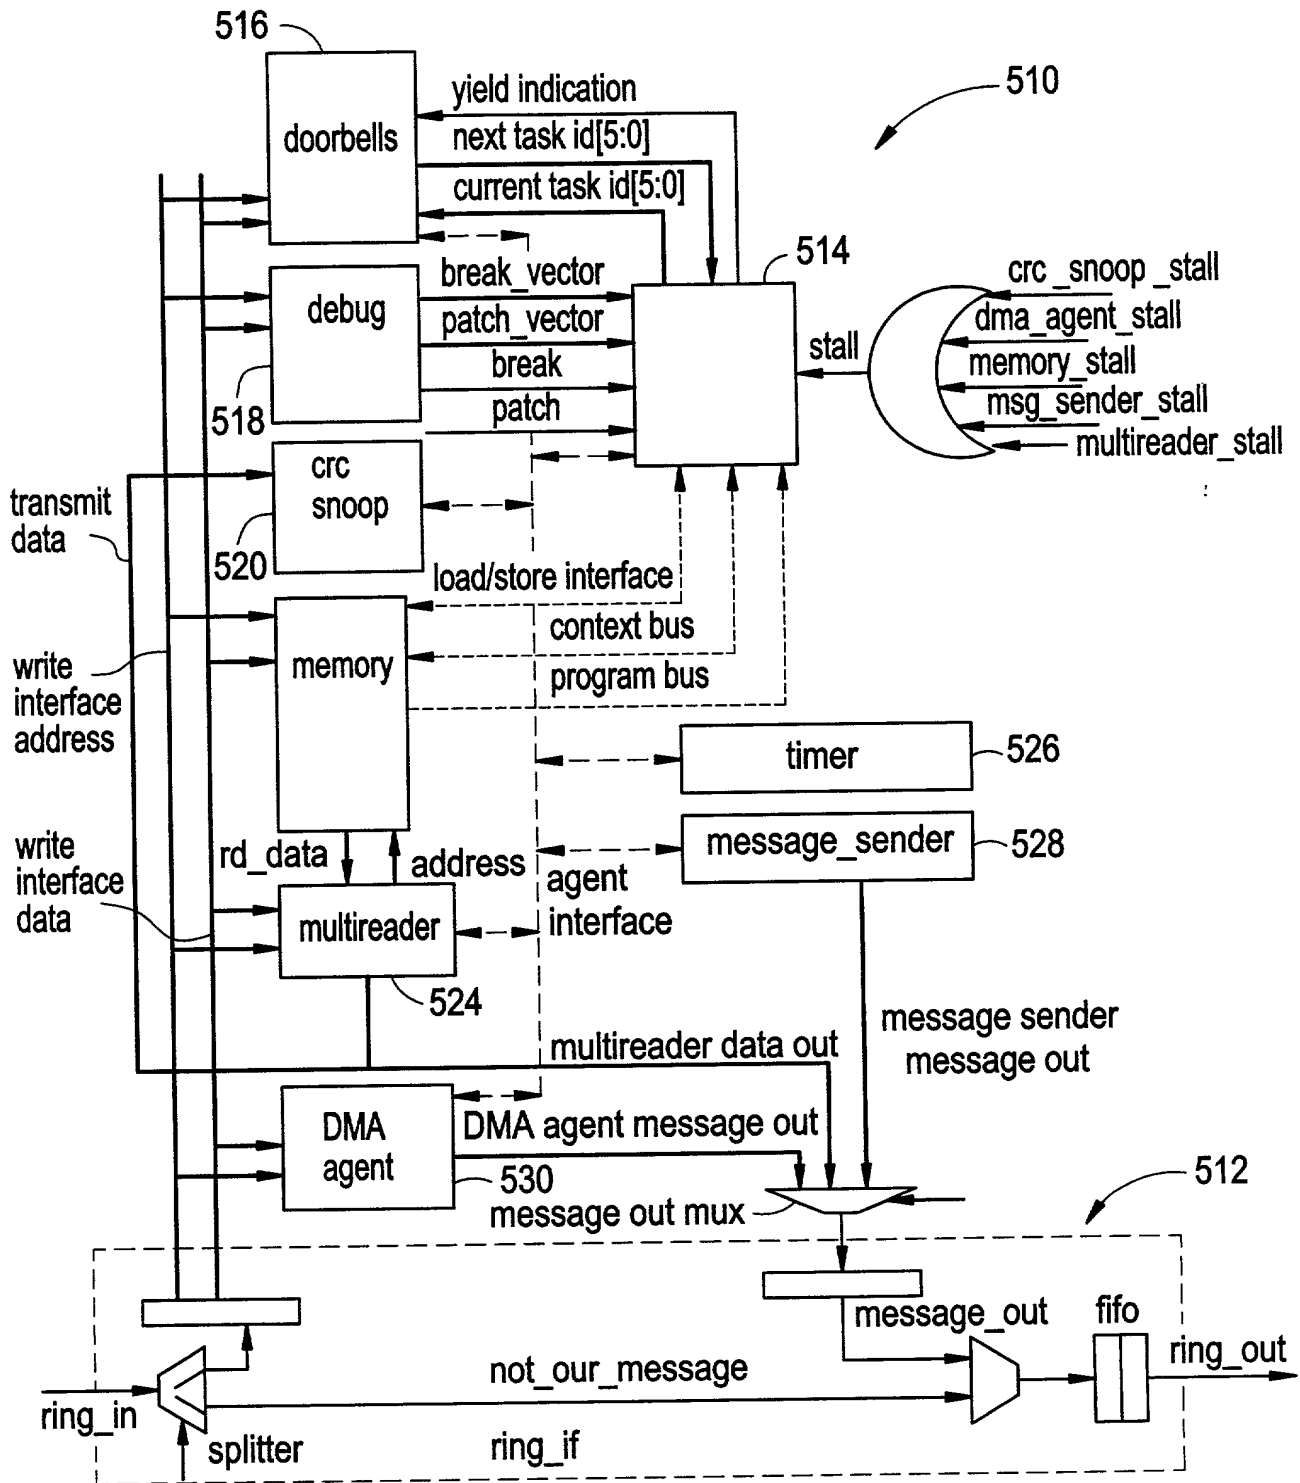 516
510
yield indication
doorbells
next task id[5:0]
current task id[5:0]
514
break_vector
debug
patch_vector
break
patch
518
stall
crc_snoop_stall
dma_agent_stall
memory_stall
msg_sender_stall
multireader_stall
crc
snoop
520
transmit
data
load/store interface
context bus
program bus
memory
write
interface
address
timer
526
message_sender
528
write
interface
data
rd_data
address
agent
interface
multireader
524
message sender
message out
multireader data out
DMA
agent
DMA agent message out
530
message out mux
512
message_out
fifo
ring_out
not_our_message
ring_in
splitter
ring_if